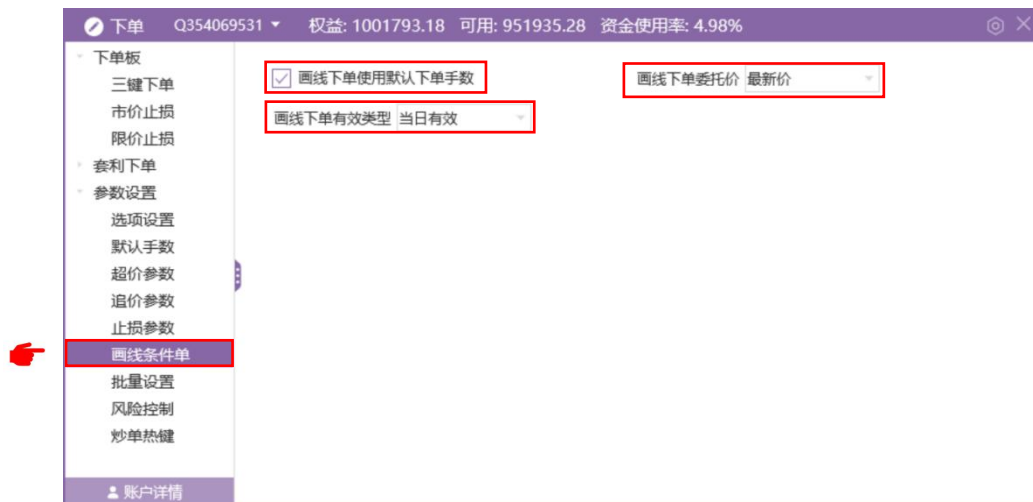 下单 Q354069531 权益: 1001793.18 可用: 951935.28 资金使用率: 4.98%
下单板
三键下单
市价止损
限价止损
套利下单
参数设置
选项设置
默认手数
超价参数
追价参数
止损参数
画线条件单
批量设置
风险控制
炒单热键
账户详情
画线下单使用默认下单手数
画线下单委托价 最新价
画线下单有效类型 当日有效